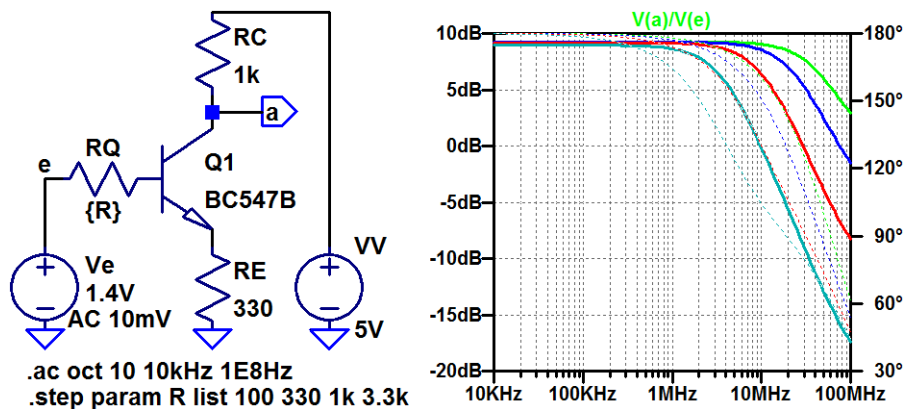 RC
1k
a
e
RQ
{R}
Q1
BC547B
Ve
1.4V
AC 10mV
RE
330
VV
5V
.ac oct 10 10kHz 1E8Hz
.step param R list 100 330 1k 3.3k
V(a)/V(e)
10dB
5dB
0dB
-5dB
-10dB
-15dB
-20dB
180°
150°
120°
90°
60°
30°
10KHz
100KHz
1MHz
10MHz
100MHz